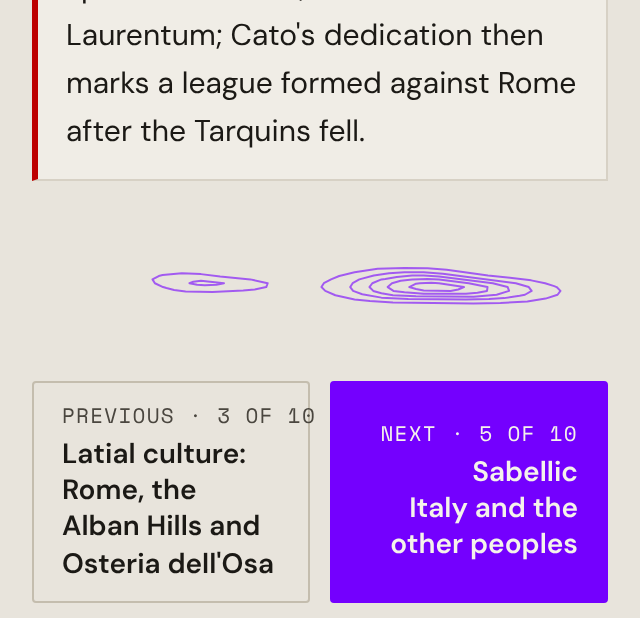 Laurentum; Cato's dedication then
marks a league formed against Rome
after the Tarquins fell.
PREVIOUS · 3 OF 10
Latial culture:
Rome, the
Alban Hills and
Osteria dell'Osa
NEXT · 5 OF 10
Sabellic
Italy and the
other peoples